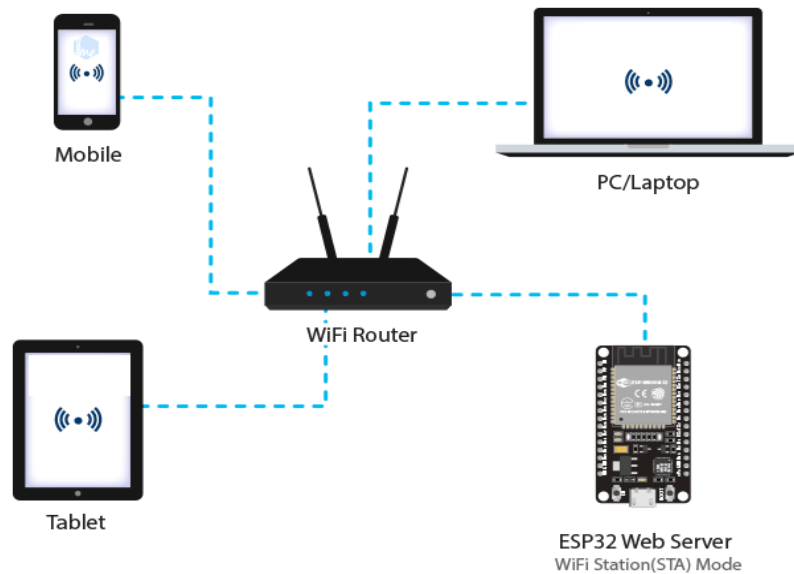 Mobile
PC/Laptop
WiFi Router
Tablet
ESP32 Web Server
WiFi Station(STA) Mode